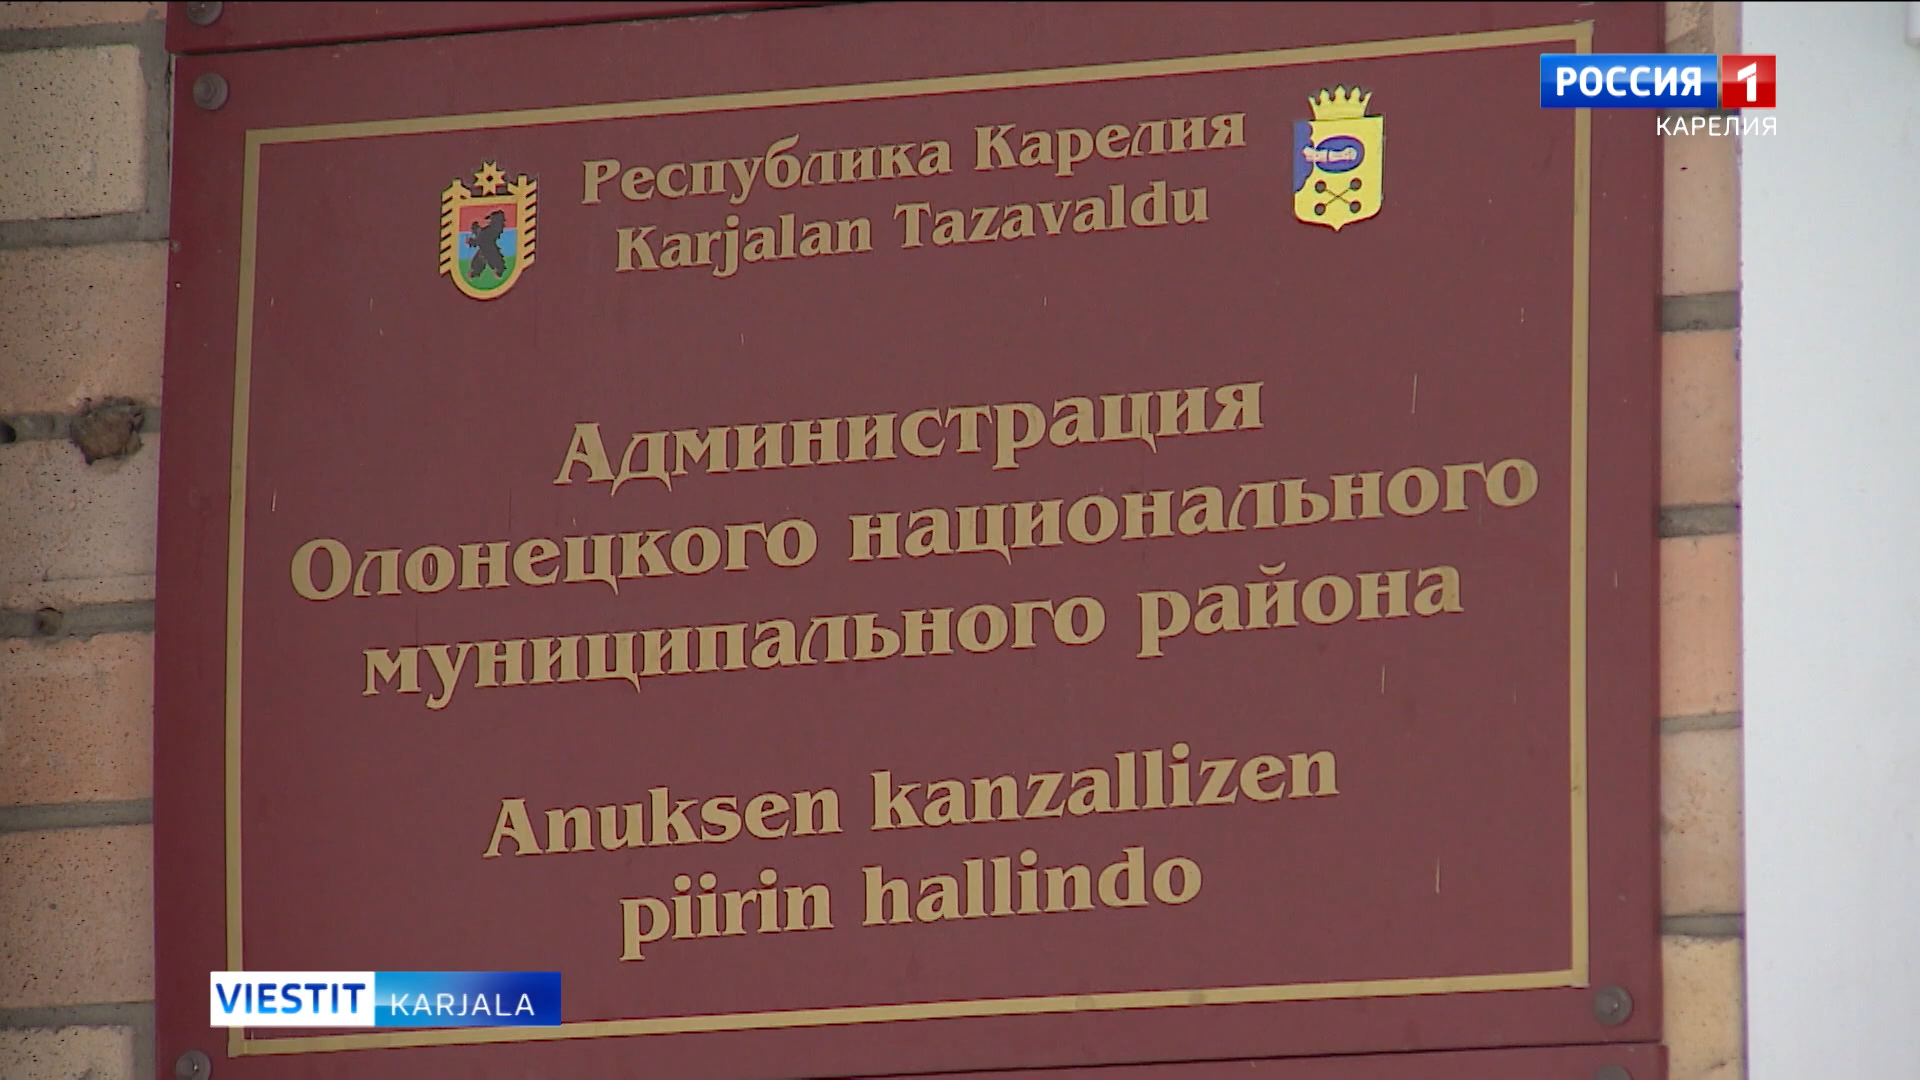 РОССИЯ 1
КАРЕЛИЯ
Республика Карелия
Karjalan Tazavaldu
Администрация
Олонецкого национального
муниципального района
Anuksen kanzallizen
piirin hallindo
VIESTIT KARJALA